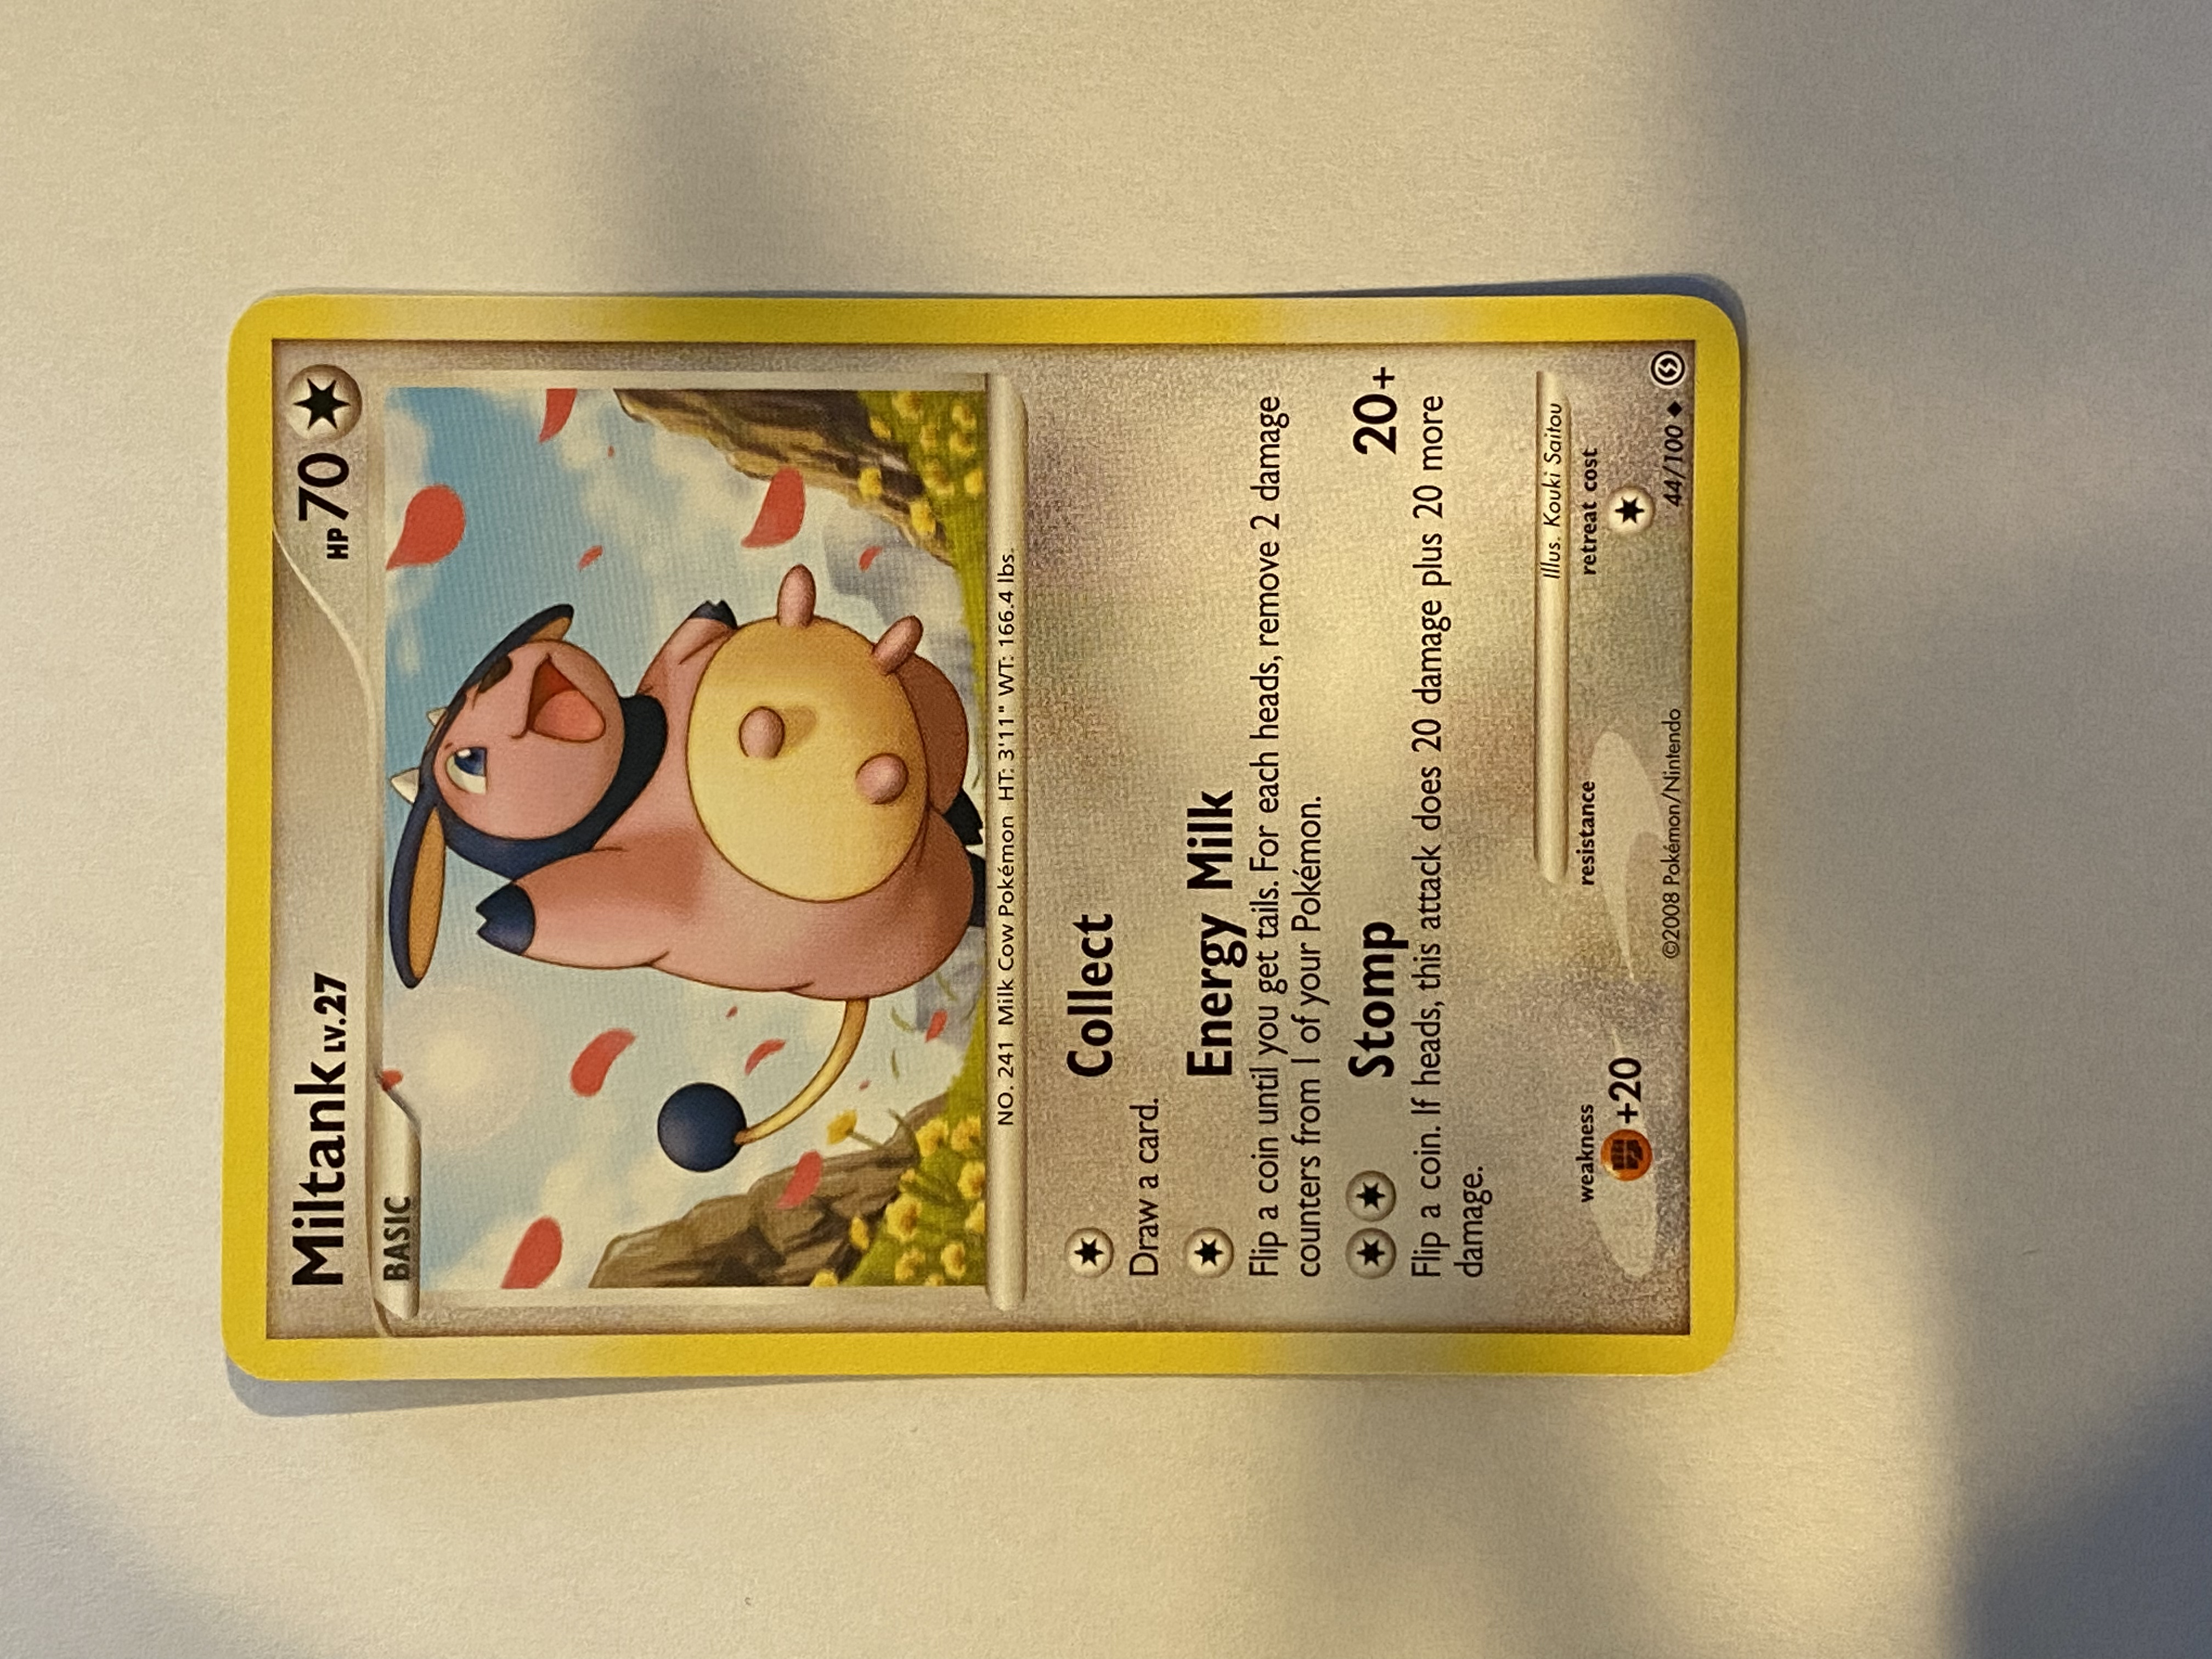 Miltank LV.27 HP 70
BASIC
NO. 241 Milk Cow Pokémon HT: 3'11" WT: 166.4 lbs.
Collect
Draw a card.
Energy Milk
Flip a coin until you get tails. For each heads, remove 2 damage
counters from 1 of your Pokémon.
Stomp 20+
Flip a coin. If heads, this attack does 20 damage plus 20 more
damage.
Illus. Kouki Saitou
weakness resistance retreat cost
+20
©2008 Pokémon/Nintendo 44/100